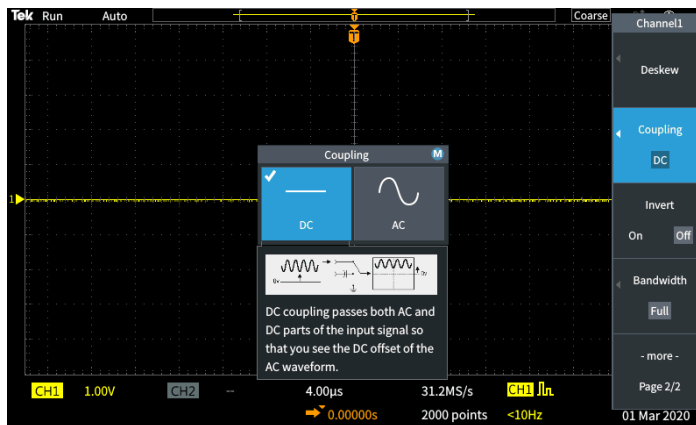 Tek Run Auto Coarse
T
T
Channel1
Deskew
Coupling
DC
Invert
On Off
Bandwidth
Full
- more -
Page 2/2
1
Coupling M
DC AC
0v 0v
DC coupling passes both AC and
DC parts of the input signal so
that you see the DC offset of the
AC waveform.
CH1 1.00V CH2 -- 4.00μs 31.2MS/s CH1
0.00000s 2000 points <10Hz 01 Mar 2020